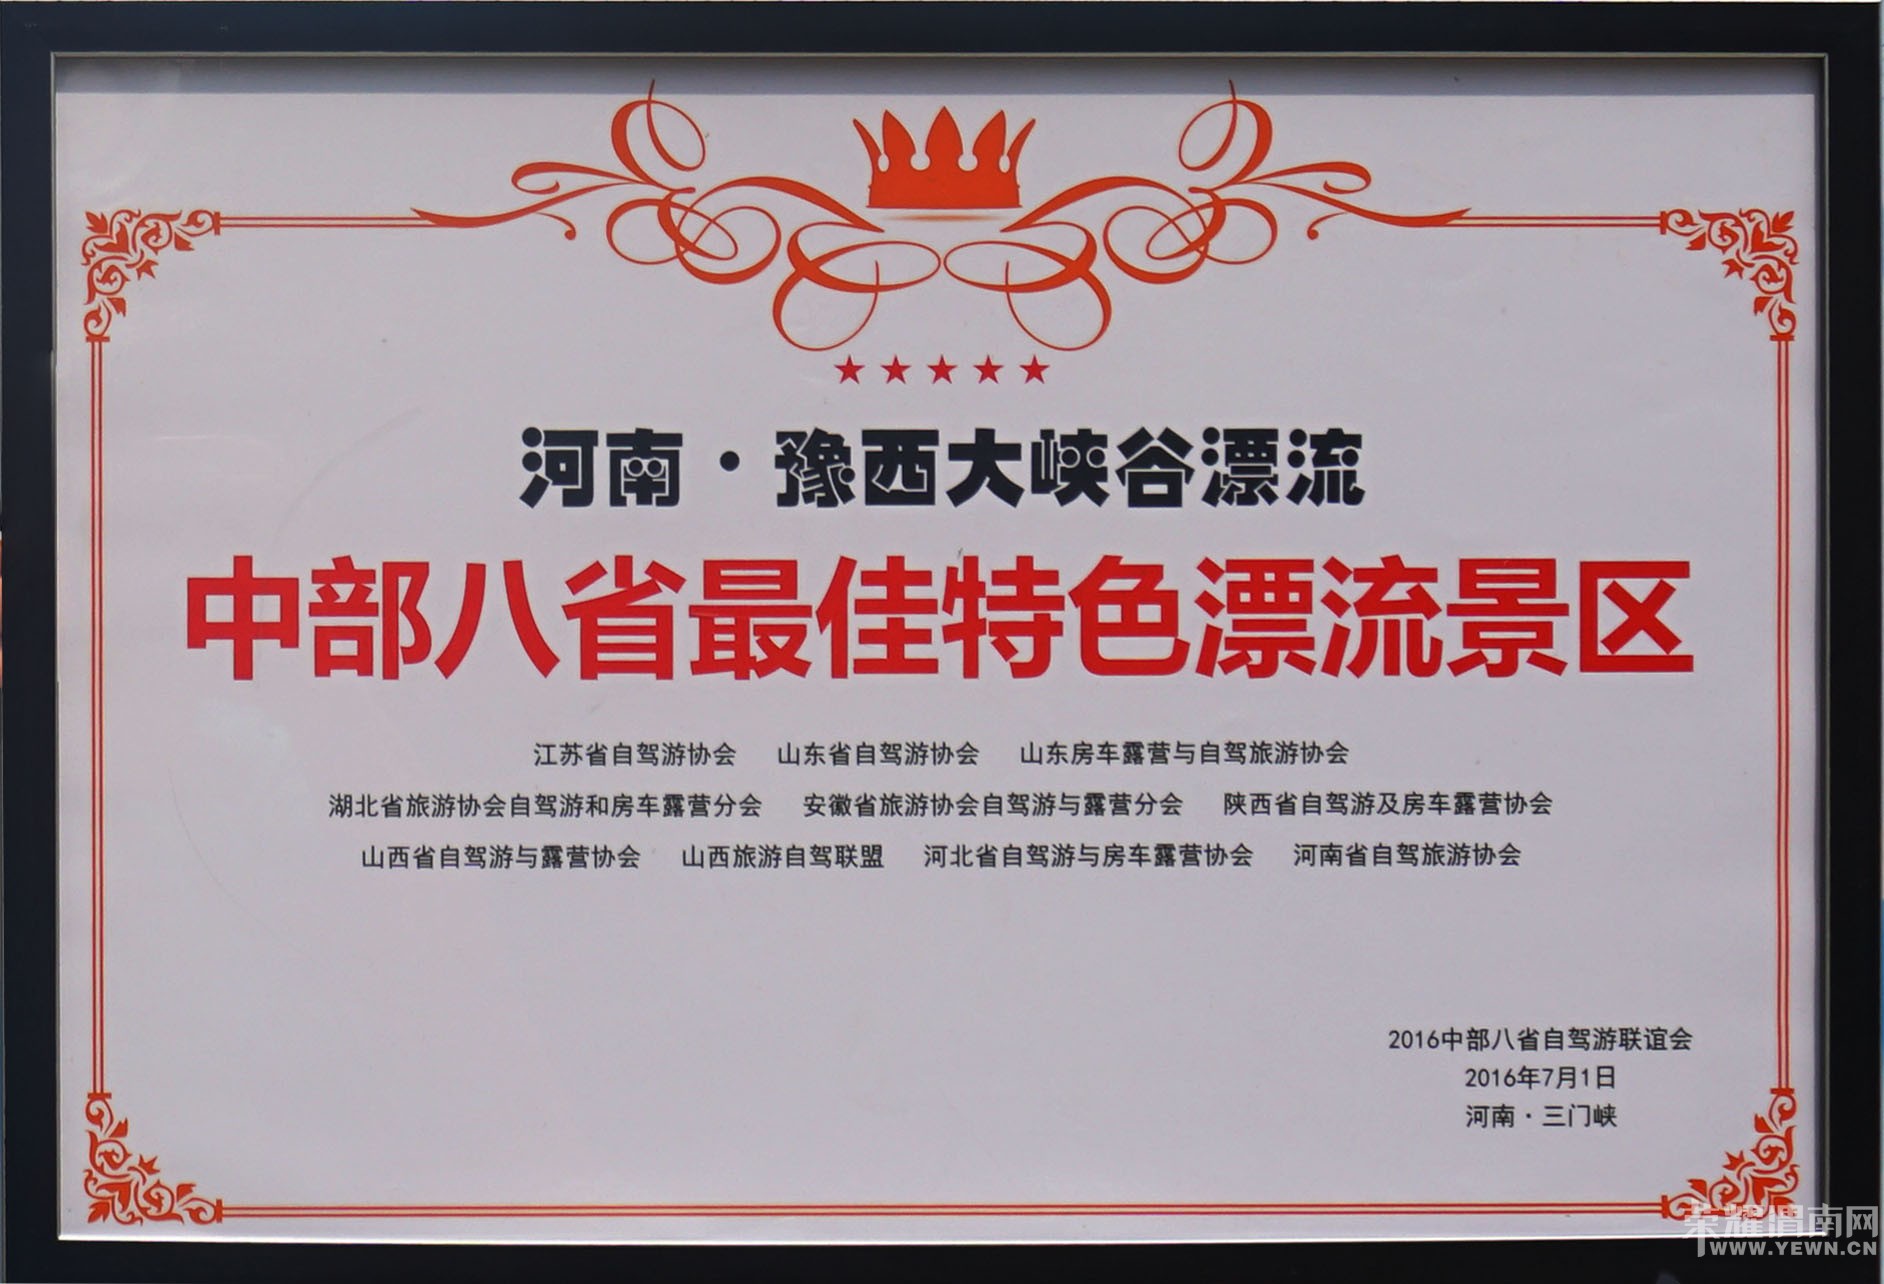 河南·豫西大峡谷漂流
中部八省最佳特色漂流景区
江苏省自驾游协会 山东省自驾游协会 山东房车露营与自驾旅游协会
湖北省旅游协会自驾游和房车露营分会 安徽省旅游协会自驾游与露营分会 陕西省自驾游及房车露营协会
山西省自驾游与露营协会 山西旅游自驾联盟 河北省自驾游与房车露营协会 河南省自驾旅游协会
2016中部八省自驾游联谊会
2016年7月1日
河南·三门峡
荣耀渭南网
WWW.YEWN.CN